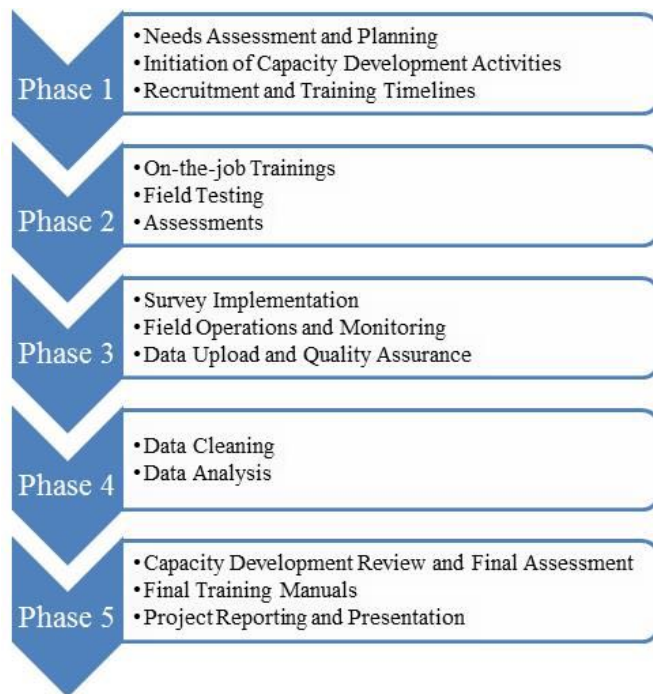 Phase 1
•Needs Assessment and Planning
•Initiation of Capacity Development Activities
•Recruitment and Training Timelines
Phase 2
•On-the-job Trainings
•Field Testing
•Assessments
Phase 3
•Survey Implementation
•Field Operations and Monitoring
•Data Upload and Quality Assurance
Phase 4
•Data Cleaning
•Data Analysis
Phase 5
•Capacity Development Review and Final Assessment
•Final Training Manuals
•Project Reporting and Presentation